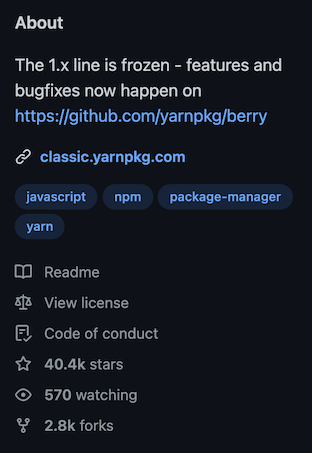 About
The 1.x line is frozen - features and
bugfixes now happen on
https://github.com/yarnpkg/berry
classic.yarnpkg.com
javascript npm package-manager
yarn
Readme
View license
Code of conduct
40.4k stars
570 watching
2.8k forks